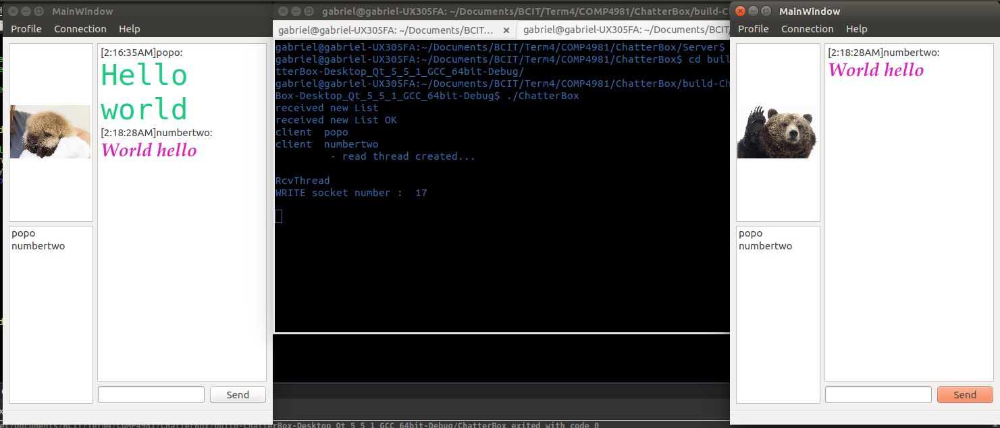 MainWindow
Profile Connection Help
[2:16:35AM]popo:
Hello
world
[2:18:28AM]numbertwo:
World hello
popo
numbertwo
Send
gabriel@gabriel-UX305FA: ~/Documents/BCIT/Term4/COMP4981/ChatterBox/build-C
gabriel@gabriel-UX305FA: ~/Documents/BCIT... × gabriel@gabriel-UX305FA: ~/Documents/BCIT/
gabriel@gabriel-UX305FA:~/Documents/BCIT/Term4/COMP4981/ChatterBox/Server$
gabriel@gabriel-UX305FA:~/Documents/BCIT/Term4/COMP4981/ChatterBox$ cd buil
tterBox-Desktop_Qt_5_5_1_GCC_64bit-Debug/
gabriel@gabriel-UX305FA:~/Documents/BCIT/Term4/COMP4981/ChatterBox/build-Ch
Box-Desktop_Qt_5_5_1_GCC_64bit-Debug$ ./ChatterBox
received new List
received new List OK
client popo
client numbertwo
- read thread created...
RcvThread
WRITE socket number : 17
MainWindow
Profile Connection Help
[2:18:28AM]numbertwo:
World hello
popo
numbertwo
Send
/Documents/BCIT/Term4/COMP4981/ChatterBox/build-ChatterBox-Desktop_Qt_5_5_1_GCC_64bit-Debug/ChatterBox exited with code 0